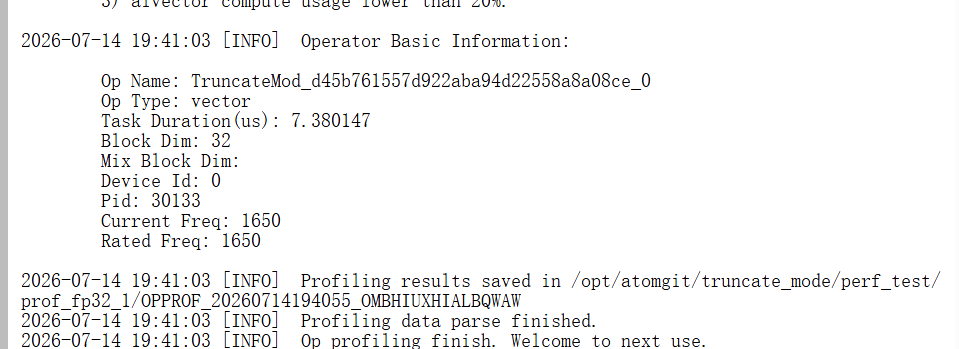 3) aivector compute usage lower than 20%.
2026-07-14 19:41:03 [INFO]  Operator Basic Information:
Op Name: TruncateMod_d45b761557d922aba94d22558a8a08ce_0
Op Type: vector
Task Duration(us): 7.380147
Block Dim: 32
Mix Block Dim:
Device Id: 0
Pid: 30133
Current Freq: 1650
Rated Freq: 1650
2026-07-14 19:41:03 [INFO]  Profiling results saved in /opt/atomgit/truncate_mode/perf_test/
prof_fp32_1/OPPROF_20260714194055_OMBHIUXHIALBQWAW
2026-07-14 19:41:03 [INFO]  Profiling data parse finished.
2026-07-14 19:41:03 [INFO]  Op profiling finish. Welcome to next use.